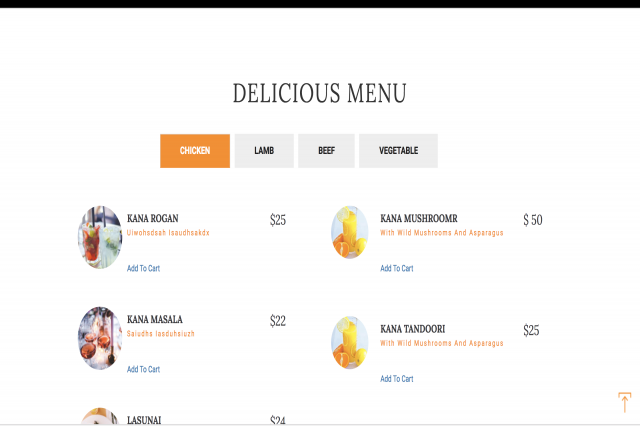 DELICIOUS MENU
CHICKEN LAMB BEEF VEGETABLE
KANA ROGAN $25
Uiwohsdsah Isaudhsakdx
Add To Cart
KANA MUSHROOMR $ 50
With Wild Mushrooms And Asparagus
Add To Cart
KANA MASALA $22
Saiudhs Iasduhsiuzh
Add To Cart
KANA TANDOORI $25
With Wild Mushrooms And Asparagus
Add To Cart
LASUNAI $24